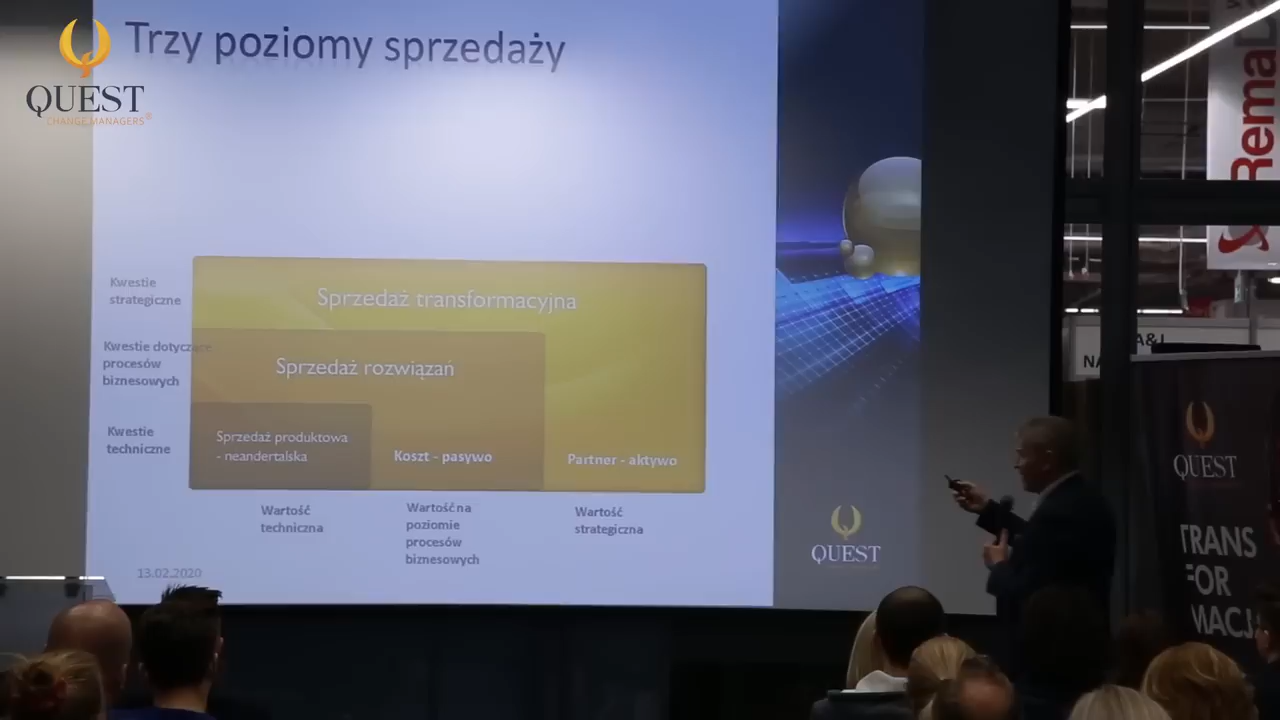 Trzy poziomy sprzedaży
QUEST
CHANGE MANAGERS®
Kwestie
strategiczne
Sprzedaż transformacyjna
Kwestie dotyczące
procesów
biznesowych
Sprzedaż rozwiązań
Kwestie
techniczne
Sprzedaż produktowa
- neandertalska
Koszt - pasywo
Partner - aktywo
Wartość
techniczna
Wartość na
poziomie
procesów
biznesowych
Wartość
strategiczna
13.02.2020
QUEST
Rema
A&J
NA
QUEST
TRANS
FOR
MACJ